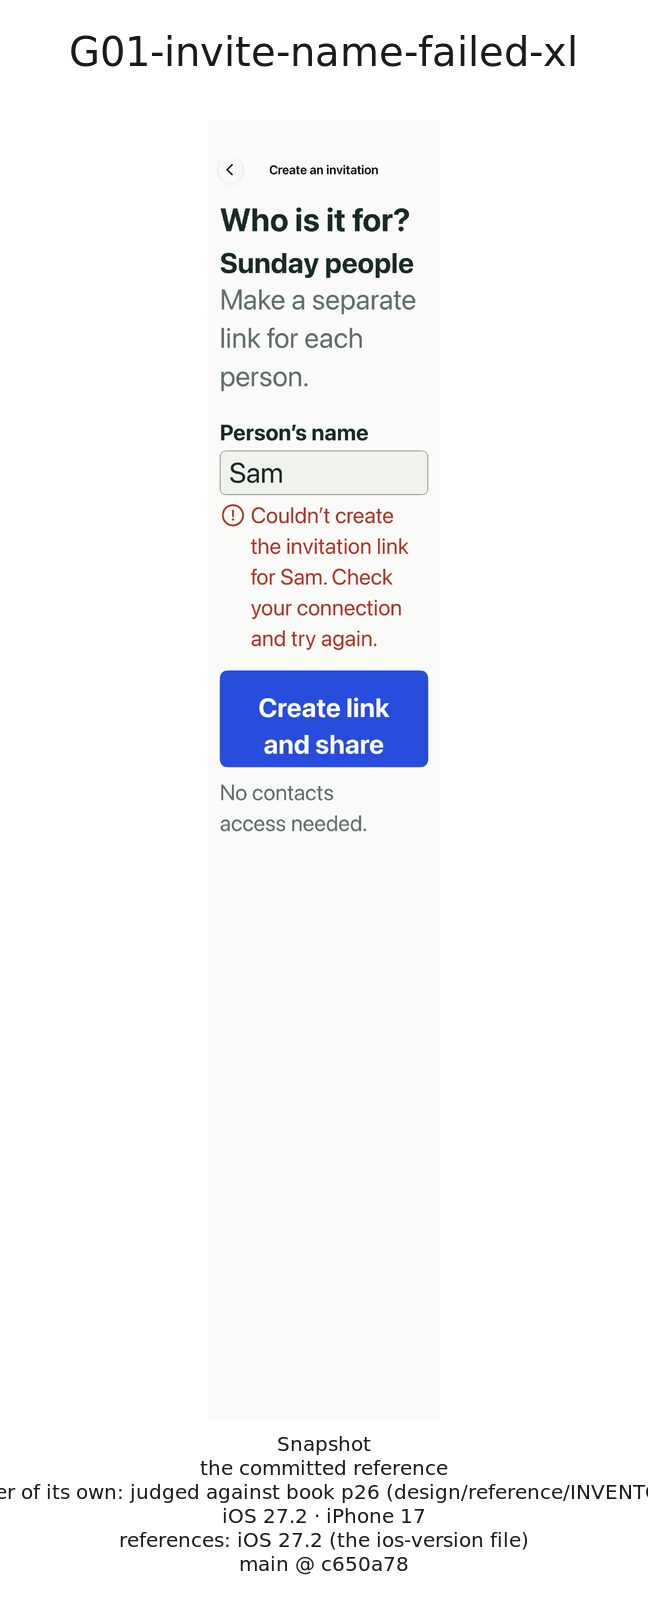 G01-invite-name-failed-xl
Create an invitation
Who is it for?
Sunday people
Make a separate
link for each
person.
Person’s name
Sam
Couldn’t create
the invitation link
for Sam. Check
your connection
and try again.
Create link
and share
No contacts
access needed.
Snapshot
the committed reference
of its own: judged against book p26 (design/reference/
iOS 27.2 · iPhone 17
references: iOS 27.2 (the ios-version file)
main @ c650a78